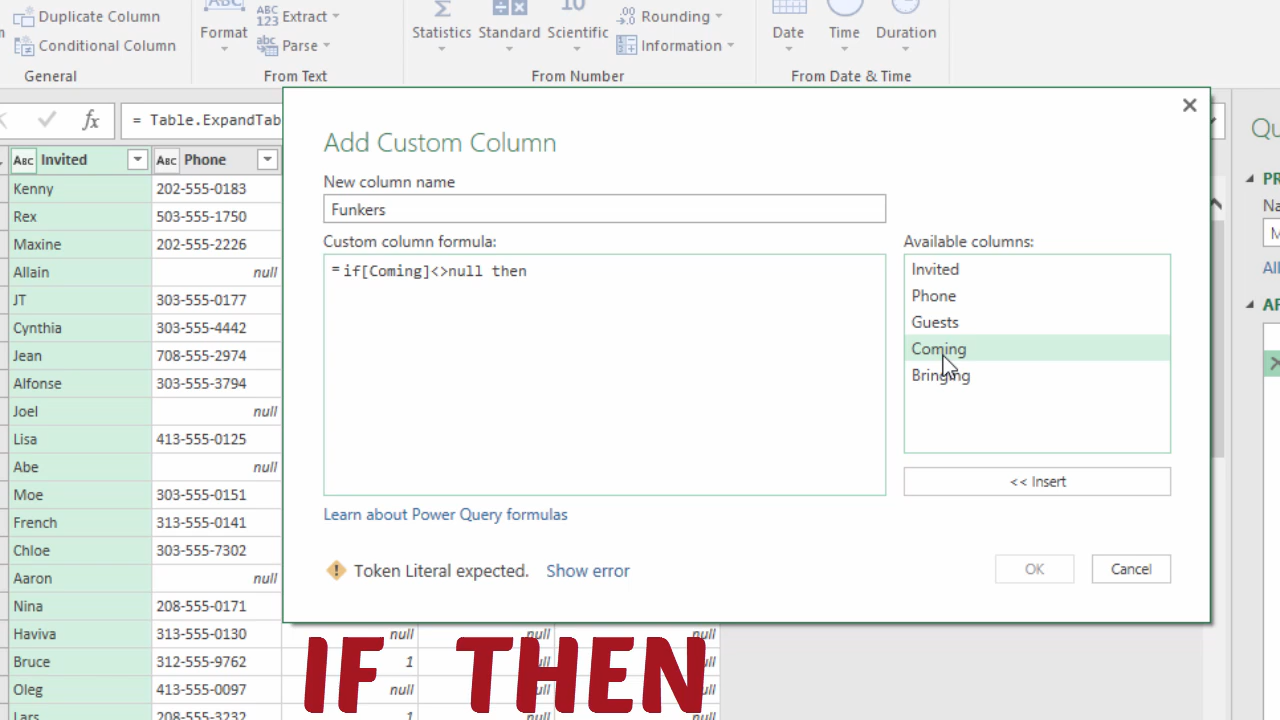 Duplicate Column
Conditional Column
General
Format
Extract
Parse
From Text
Statistics
Standard
Scientific
Rounding
Information
From Number
Date
Time
Duration
From Date & Time
fx
= Table.ExpandTab
Invited
Phone
Kenny 202-555-0183
Rex 503-555-1750
Maxine 202-555-2226
Allain null
JT 303-555-0177
Cynthia 303-555-4442
Jean 708-555-2974
Alfonse 303-555-3794
Joel null
Lisa 413-555-0125
Abe null
Moe 303-555-0151
French 313-555-0141
Chloe 303-555-7302
Aaron null
Nina 208-555-0171
Haviva 313-555-0130 null null null
Bruce 312-555-9762 1
Oleg 413-555-0097 null
Lars 208-555-3232 1
Add Custom Column
New column name
Funkers
Custom column formula:
=if[Coming]<>null then
Available columns:
Invited
Phone
Guests
Coming
Bringing
<< Insert
Learn about Power Query formulas
Token Literal expected. Show error
OK
Cancel
IF THEN